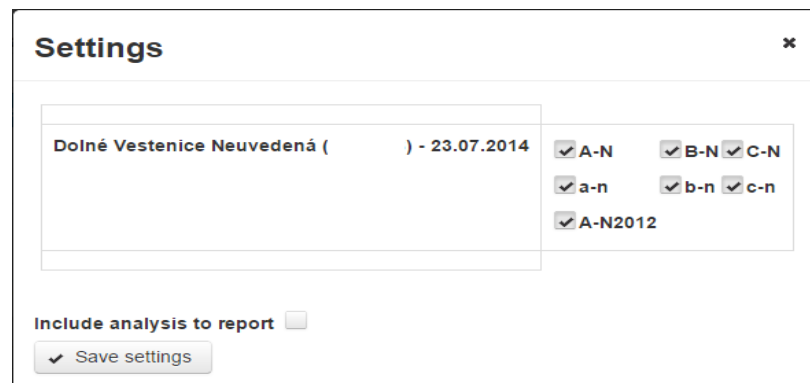 Settings
Dolné Vestenice Neuvedená ( ) - 23.07.2014
A-N B-N C-N
a-n b-n c-n
A-N2012
Include analysis to report
Save settings